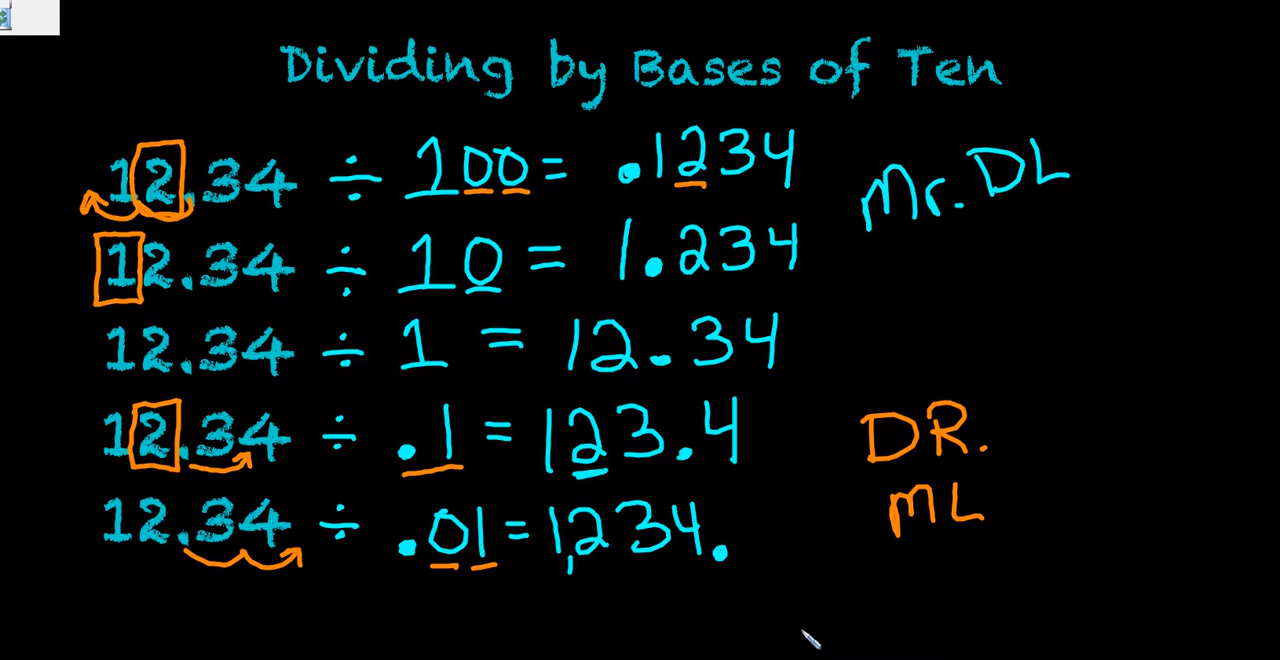 Dividing by Bases of Ten
12.34 ÷ 100 = .1234
Mr. DL
12.34 ÷ 10 = 1.234
12.34 ÷ 1 = 12.34
12.34 ÷ .1 = 123.4
DR.
12.34 ÷ .01 = 1,234.
ML